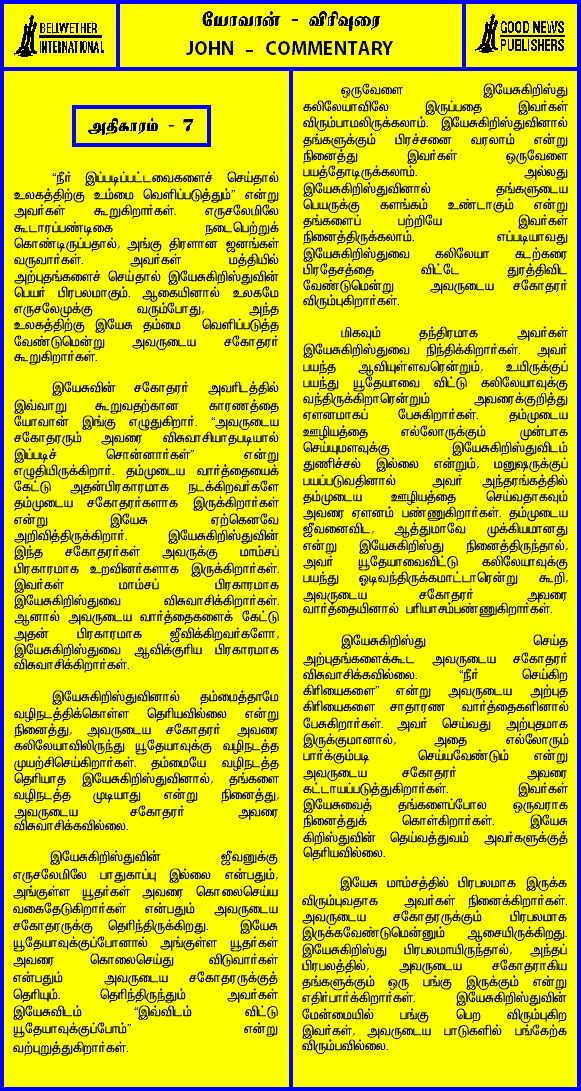 BELWETHER
INTERNATIONAL
யோவான் - விரிவுரை
JOHN - COMMENTARY
GOOD NEWS
PUBLISHERS
அதிகாரம் - 7
“நீர் இப்படிப்பட்டவைகளைச் செய்தால்
உலகத்திற்கு உம்மை வெளிப்படுத்தும்” என்று
அவர்கள் கூறுகிறார்கள். எருசலேமிலே
கூடாரப்பண்டிகை நடைபெற்றுக்
கொண்டிருப்பதால், அங்கு திரளான ஜனங்கள்
வருவார்கள். அவர்கள் மத்தியில்
அற்புதங்களைச் செய்தால் இயேசுகிறிஸ்துவின்
பெயர் பிரபலமாகும். ஆகையினால் உலகமே
எருசலேமுக்கு வரும்போது, அந்த
உலகத்திற்கு இயேசு தம்மை வெளிப்படுத்த
வேண்டுமென்று அவருடைய சகோதரர்
கூறுகிறார்கள்.
இயேசுவின் சகோதரர் அவரிடத்தில்
இவ்வாறு கூறுவதற்கான காரணத்தை
யோவான் இங்கு எழுதுகிறார். “அவருடைய
சகோதரரும் அவரை விசுவாசியாதபடியால்
இப்படிச் சொன்னார்கள்” என்று
எழுதியிருக்கிறார். தம்முடைய வார்த்தையைக்
கேட்டு அதன்பிரகாரமாக நடக்கிறவர்களே
தம்முடைய சகோதரர்களாக இருக்கிறார்கள்
என்று இயேசு ஏற்கெனவே
அறிவித்திருக்கிறார். இயேசுகிறிஸ்துவின்
இந்த சகோதரர்கள் அவருக்கு மாம்சப்
பிரகாரமாக உறவினர்களாக இருக்கிறார்கள்.
இவர்கள் மாம்சப் பிரகாரமாக
இயேசுகிறிஸ்துவை விசுவாசிக்கிறார்கள்.
ஆனால் அவருடைய வார்த்தைகளைக் கேட்டு
அதன் பிரகாரமாக ஜீவிக்கிறவர்களோ,
இயேசுகிறிஸ்துவை ஆவிக்குரிய பிரகாரமாக
விசுவாசிக்கிறார்கள்.
இயேசுகிறிஸ்துவினால் தம்மைத்தாமே
வழிநடத்திக்கொள்ள தெரியவில்லை என்று
நினைத்து, அவருடைய சகோதரர் அவரை
கலிலேயாவிலிருந்து யூதேயாவுக்கு வழிநடத்த
முயற்சிசெய்கிறார்கள். தம்மையே வழிநடத்த
தெரியாத இயேசுகிறிஸ்துவினால், தங்களை
வழிநடத்த முடியாது என்று நினைத்து,
அவருடைய சகோதரர் அவரை
விசுவாசிக்கவில்லை.
இயேசுகிறிஸ்துவின் ஜீவனுக்கு
எருசலேமிலே பாதுகாப்பு இல்லை என்பதும்,
அங்குள்ள யூதர்கள் அவரை கொலைசெய்ய
வகைதேடுகிறார்கள் என்பதும் அவருடைய
சகோதரருக்கு தெரிந்திருக்கிறது. இயேசு
யூதேயாவுக்குப்போனால் அங்குள்ள யூதர்கள்
அவரை கொலைசெய்து விடுவார்கள்
என்பதும் அவருடைய சகோதரருக்குத்
தெரியும். தெரிந்திருந்தும் அவர்கள்
இயேசுவிடம் “இவ்விடம் விட்டு
யூதேயாவுக்குப்போம்” என்று
வற்புறுத்துகிறார்கள்.
ஒருவேளை இயேசுகிறிஸ்து
கலிலேயாவிலே இருப்பதை இவர்கள்
விரும்பாமலிருக்கலாம். இயேசுகிறிஸ்துவினால்
தங்களுக்கும் பிரச்சனை வரலாம் என்று
நினைத்து இவர்கள் ஒருவேளை
பயத்தோடிருக்கலாம். அல்லது
இயேசுகிறிஸ்துவினால் தங்களுடைய
பெயருக்கு களங்கம் உண்டாகும் என்று
தங்களைப் பற்றியே இவர்கள்
நினைத்திருக்கலாம். எப்படியாவது
இயேசுகிறிஸ்துவை கலிலேயா கடற்கரை
பிரதேசத்தை விட்டே துரத்திவிட
வேண்டுமென்று அவருடைய சகோதரர்
விரும்புகிறார்கள்.
மிகவும் தந்திரமாக அவர்கள்
இயேசுகிறிஸ்துவை நிந்திக்கிறார்கள். அவர்
பயந்த ஆவியுள்ளவரென்றும், உயிருக்குப்
பயந்து யூதேயாவை விட்டு கலிலேயாவுக்கு
வந்திருக்கிறாரென்றும் அவரைக்குறித்து
ஏளனமாகப் பேசுகிறார்கள். தம்முடைய
ஊழியத்தை எல்லோருக்கும் முன்பாக
செய்யுமளவுக்கு இயேசுகிறிஸ்துவிடம்
துணிச்சல் இல்லை என்றும், மனுஷருக்குப்
பயப்படுவதினால் அவர் அந்தரங்கத்தில்
தம்முடைய ஊழியத்தை செய்வதாகவும்
அவரை ஏளனம் பண்ணுகிறார்கள். தம்முடைய
ஜீவனைவிட, ஆத்துமாவே முக்கியமானது
என்று இயேசுகிறிஸ்து நினைத்திருந்தால்,
அவர் யூதேயாவைவிட்டு கலிலேயாவுக்கு
பயந்து ஓடிவந்திருக்கமாட்டாரென்று கூறி,
அவருடைய சகோதரர் அவரை
வார்த்தையினால் பரியாசம்பண்ணுகிறார்கள்.
இயேசுகிறிஸ்து செய்த
அற்புதங்களைக்கூட அவருடைய சகோதரர்
விசுவாசிக்கவில்லை. “நீர் செய்கிற
கிரியைகளை” என்று அவருடைய அற்புத
கிரியைகளை சாதாரண வார்த்தைகளினால்
பேசுகிறார்கள். அவர் செய்வது அற்புதமாக
இருக்குமானால், அதை எல்லோரும்
பார்க்கும்படி செய்யவேண்டும் என்று
அவருடைய சகோதரர் அவரை
கட்டாயப்படுத்துகிறார்கள். இவர்கள்
இயேசுவைத் தங்களைப்போல ஒருவராக
நினைத்துக் கொள்கிறார்கள். இயேசு
கிறிஸ்துவின் தெய்வத்துவம் அவர்களுக்குத்
தெரியவில்லை.
இயேசு மாம்சத்தில் பிரபலமாக இருக்க
விரும்புவதாக அவர்கள் நினைக்கிறார்கள்.
அவருடைய சகோதரருக்கும் பிரபலமாக
இருக்கவேண்டுமென்னும் ஆசையிருக்கிறது.
இயேசுகிறிஸ்து பிரபலமாயிருந்தால், அந்தப்
பிரபலத்தில், அவருடைய சகோதராகிய
தங்களுக்கும் ஒரு பங்கு இருக்கும் என்று
எதிர்பார்க்கிறார்கள். இயேசுகிறிஸ்துவின்
மேன்மையில் பங்கு பெற விரும்புகிற
இவர்கள், அவருடைய பாடுகளில் பங்கேற்க
விரும்பவில்லை.